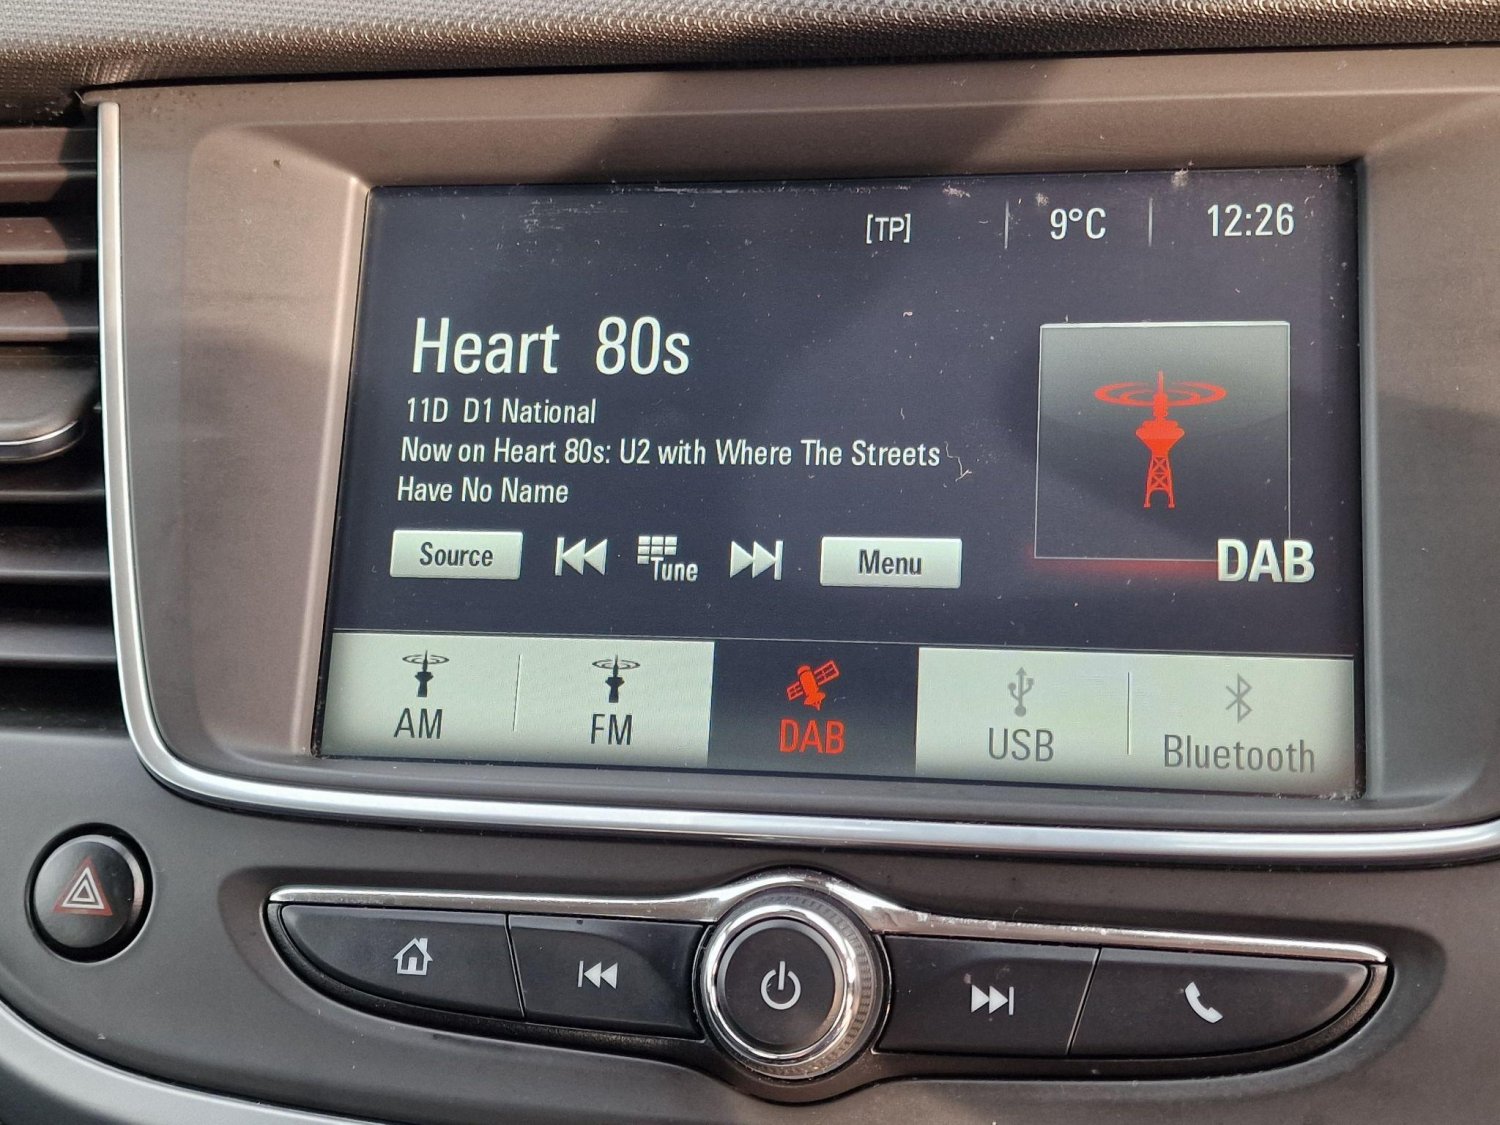 [TP] 9°C 12:26
Heart 80s
11D D1 National
Now on Heart 80s: U2 with Where The Streets
Have No Name
Source Tune Menu
DAB
AM FM DAB USB Bluetooth